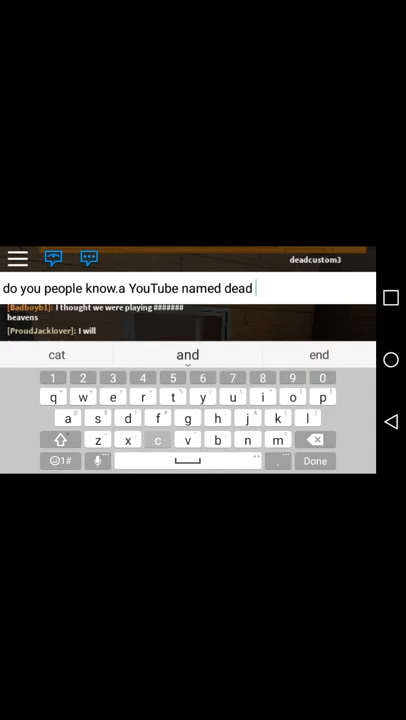 deadcustom3
do you people know.a YouTube named dead
[Badboyb1]: I thought we were playing #######
heavens
[ProudJacklover]: I will
cat and end
1 2 3 4 5 6 7 8 9 0
q w e r t y u i o p
a s d f g h j k l
z x c v b n m
1# . Done